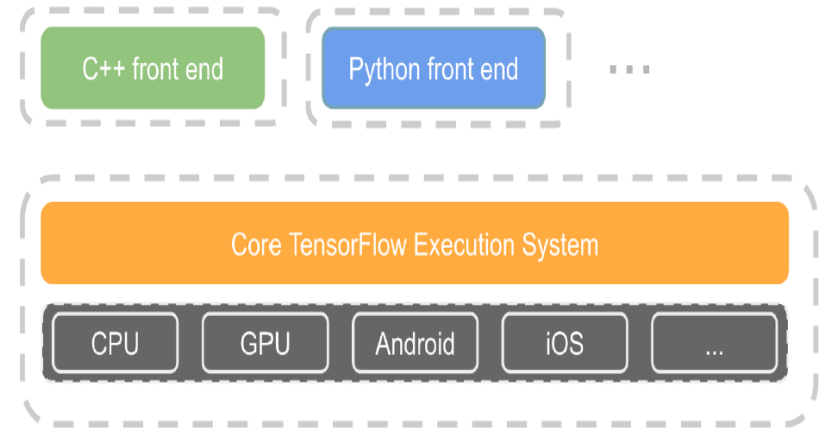 C++ front end
Python front end
...
Core TensorFlow Execution System
CPU
GPU
Android
iOS
...